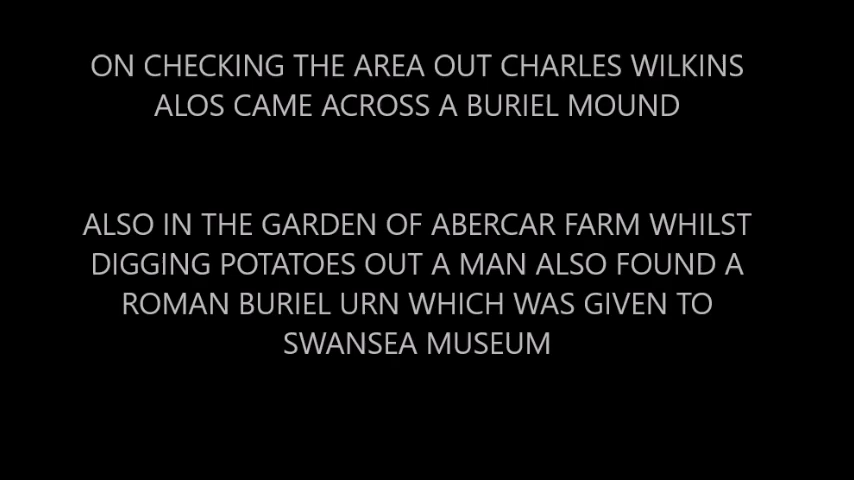 ON CHECKING THE AREA OUT CHARLES WILKINS
ALOS CAME ACROSS A BURIEL MOUND
ALSO IN THE GARDEN OF ABERCAR FARM WHILST
DIGGING POTATOES OUT A MAN ALSO FOUND A
ROMAN BURIEL URN WHICH WAS GIVEN TO
SWANSEA MUSEUM